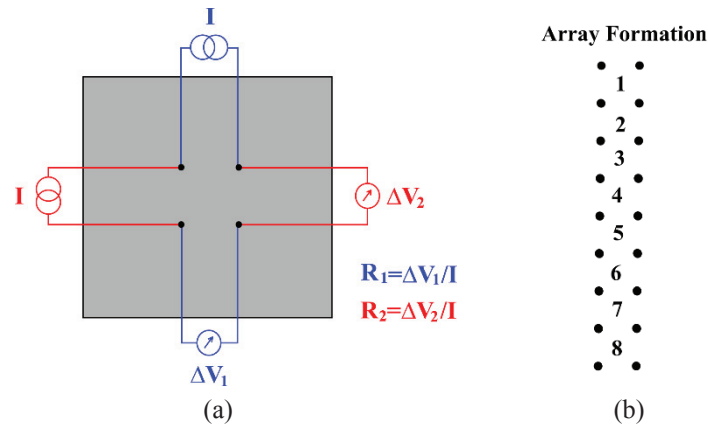 I
I
ΔV₂
R₁=ΔV₁/I
R₂=ΔV₂/I
ΔV₁
(a)
Array Formation
1
2
3
4
5
6
7
8
(b)